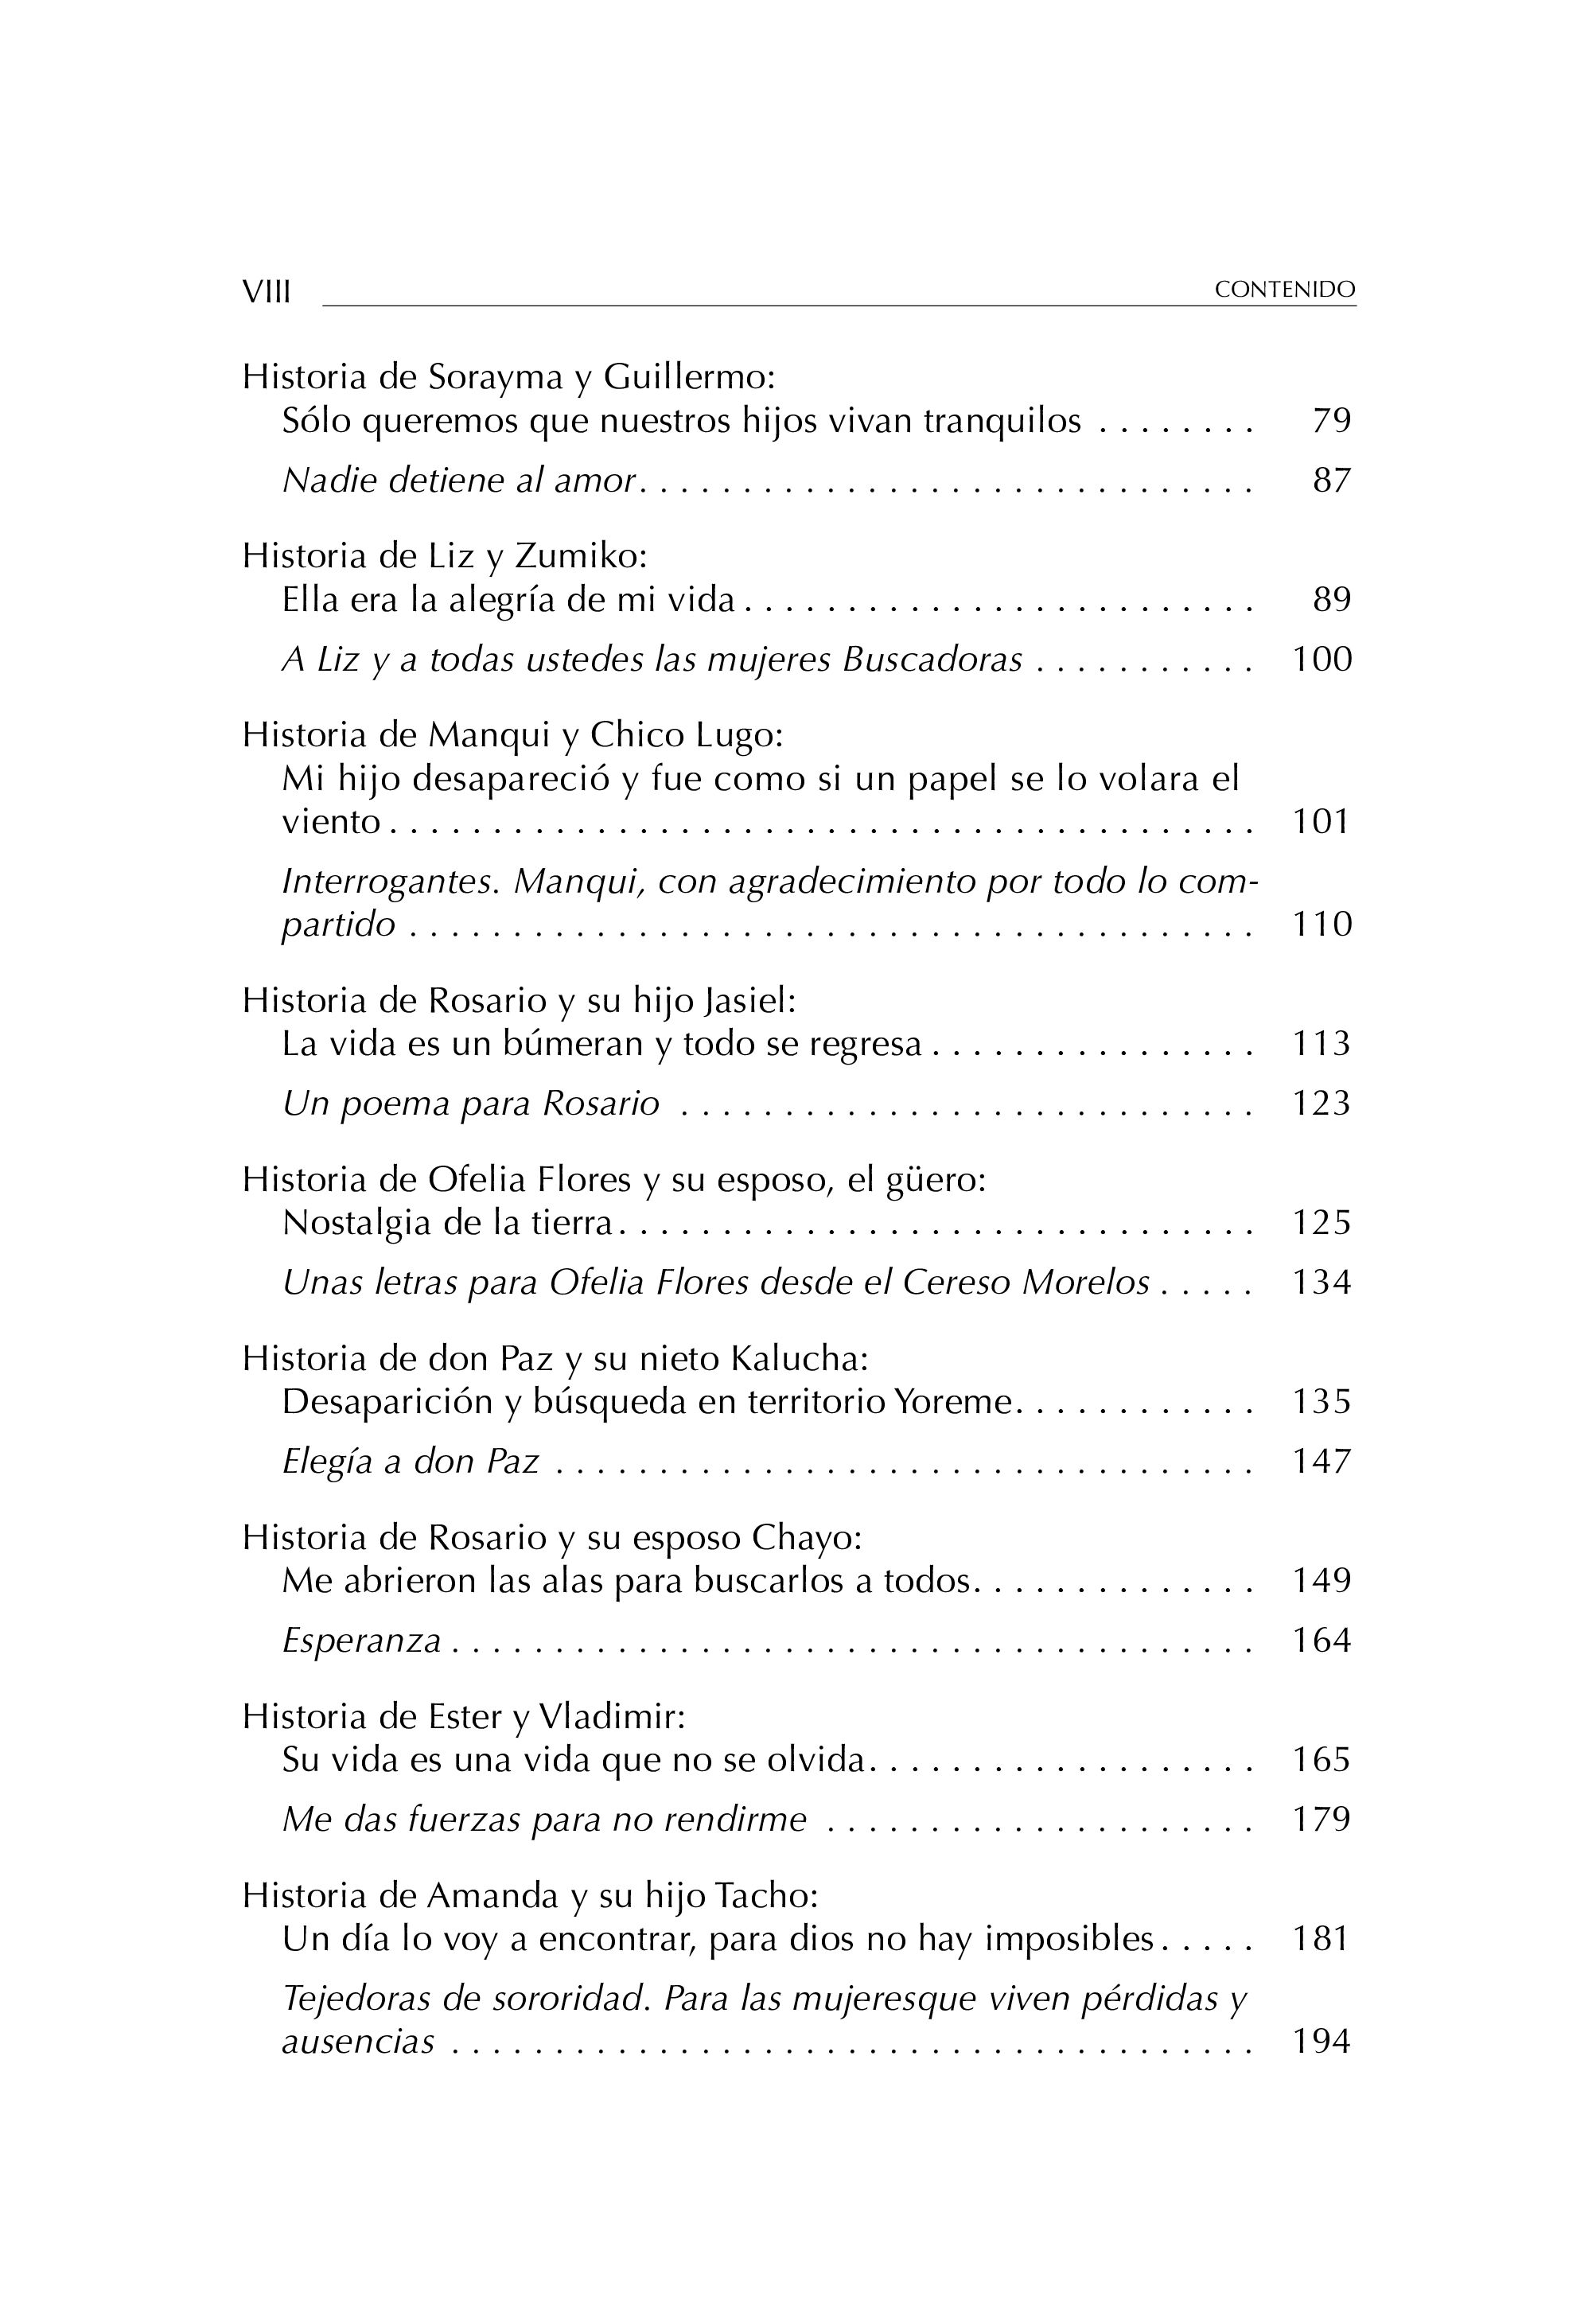 VIII CONTENIDO
Historia de Sorayma y Guillermo:
Sólo queremos que nuestros hijos vivan tranquilos . . . . . . . . 79
Nadie detiene al amor. . . . . . . . . . . . . . . . . . . . . . . . . . . . . . 87
Historia de Liz y Zumiko:
Ella era la alegría de mi vida . . . . . . . . . . . . . . . . . . . . . . . . . 89
A Liz y a todas ustedes las mujeres Buscadoras . . . . . . . . . . . 100
Historia de Manqui y Chico Lugo:
Mi hijo desapareció y fue como si un papel se lo volara el
viento . . . . . . . . . . . . . . . . . . . . . . . . . . . . . . . . . . . . . . . . . . 101
Interrogantes. Manqui, con agradecimiento por todo lo com-
partido . . . . . . . . . . . . . . . . . . . . . . . . . . . . . . . . . . . . . . . . . 110
Historia de Rosario y su hijo Jasiel:
La vida es un búmeran y todo se regresa . . . . . . . . . . . . . . . . 113
Un poema para Rosario . . . . . . . . . . . . . . . . . . . . . . . . . . . . 123
Historia de Ofelia Flores y su esposo, el güero:
Nostalgia de la tierra. . . . . . . . . . . . . . . . . . . . . . . . . . . . . . . 125
Unas letras para Ofelia Flores desde el Cereso Morelos . . . . . 134
Historia de don Paz y su nieto Kalucha:
Desaparición y búsqueda en territorio Yoreme. . . . . . . . . . . . 135
Elegía a don Paz . . . . . . . . . . . . . . . . . . . . . . . . . . . . . . . . . . 147
Historia de Rosario y su esposo Chayo:
Me abrieron las alas para buscarlos a todos. . . . . . . . . . . . . . 149
Esperanza . . . . . . . . . . . . . . . . . . . . . . . . . . . . . . . . . . . . . . . 164
Historia de Ester y Vladimir:
Su vida es una vida que no se olvida. . . . . . . . . . . . . . . . . . . 165
Me das fuerzas para no rendirme . . . . . . . . . . . . . . . . . . . . . 179
Historia de Amanda y su hijo Tacho:
Un día lo voy a encontrar, para dios no hay imposibles. . . . . 181
Tejedoras de sororidad. Para las mujeresque viven pérdidas y
ausencias . . . . . . . . . . . . . . . . . . . . . . . . . . . . . . . . . . . . . . . 194